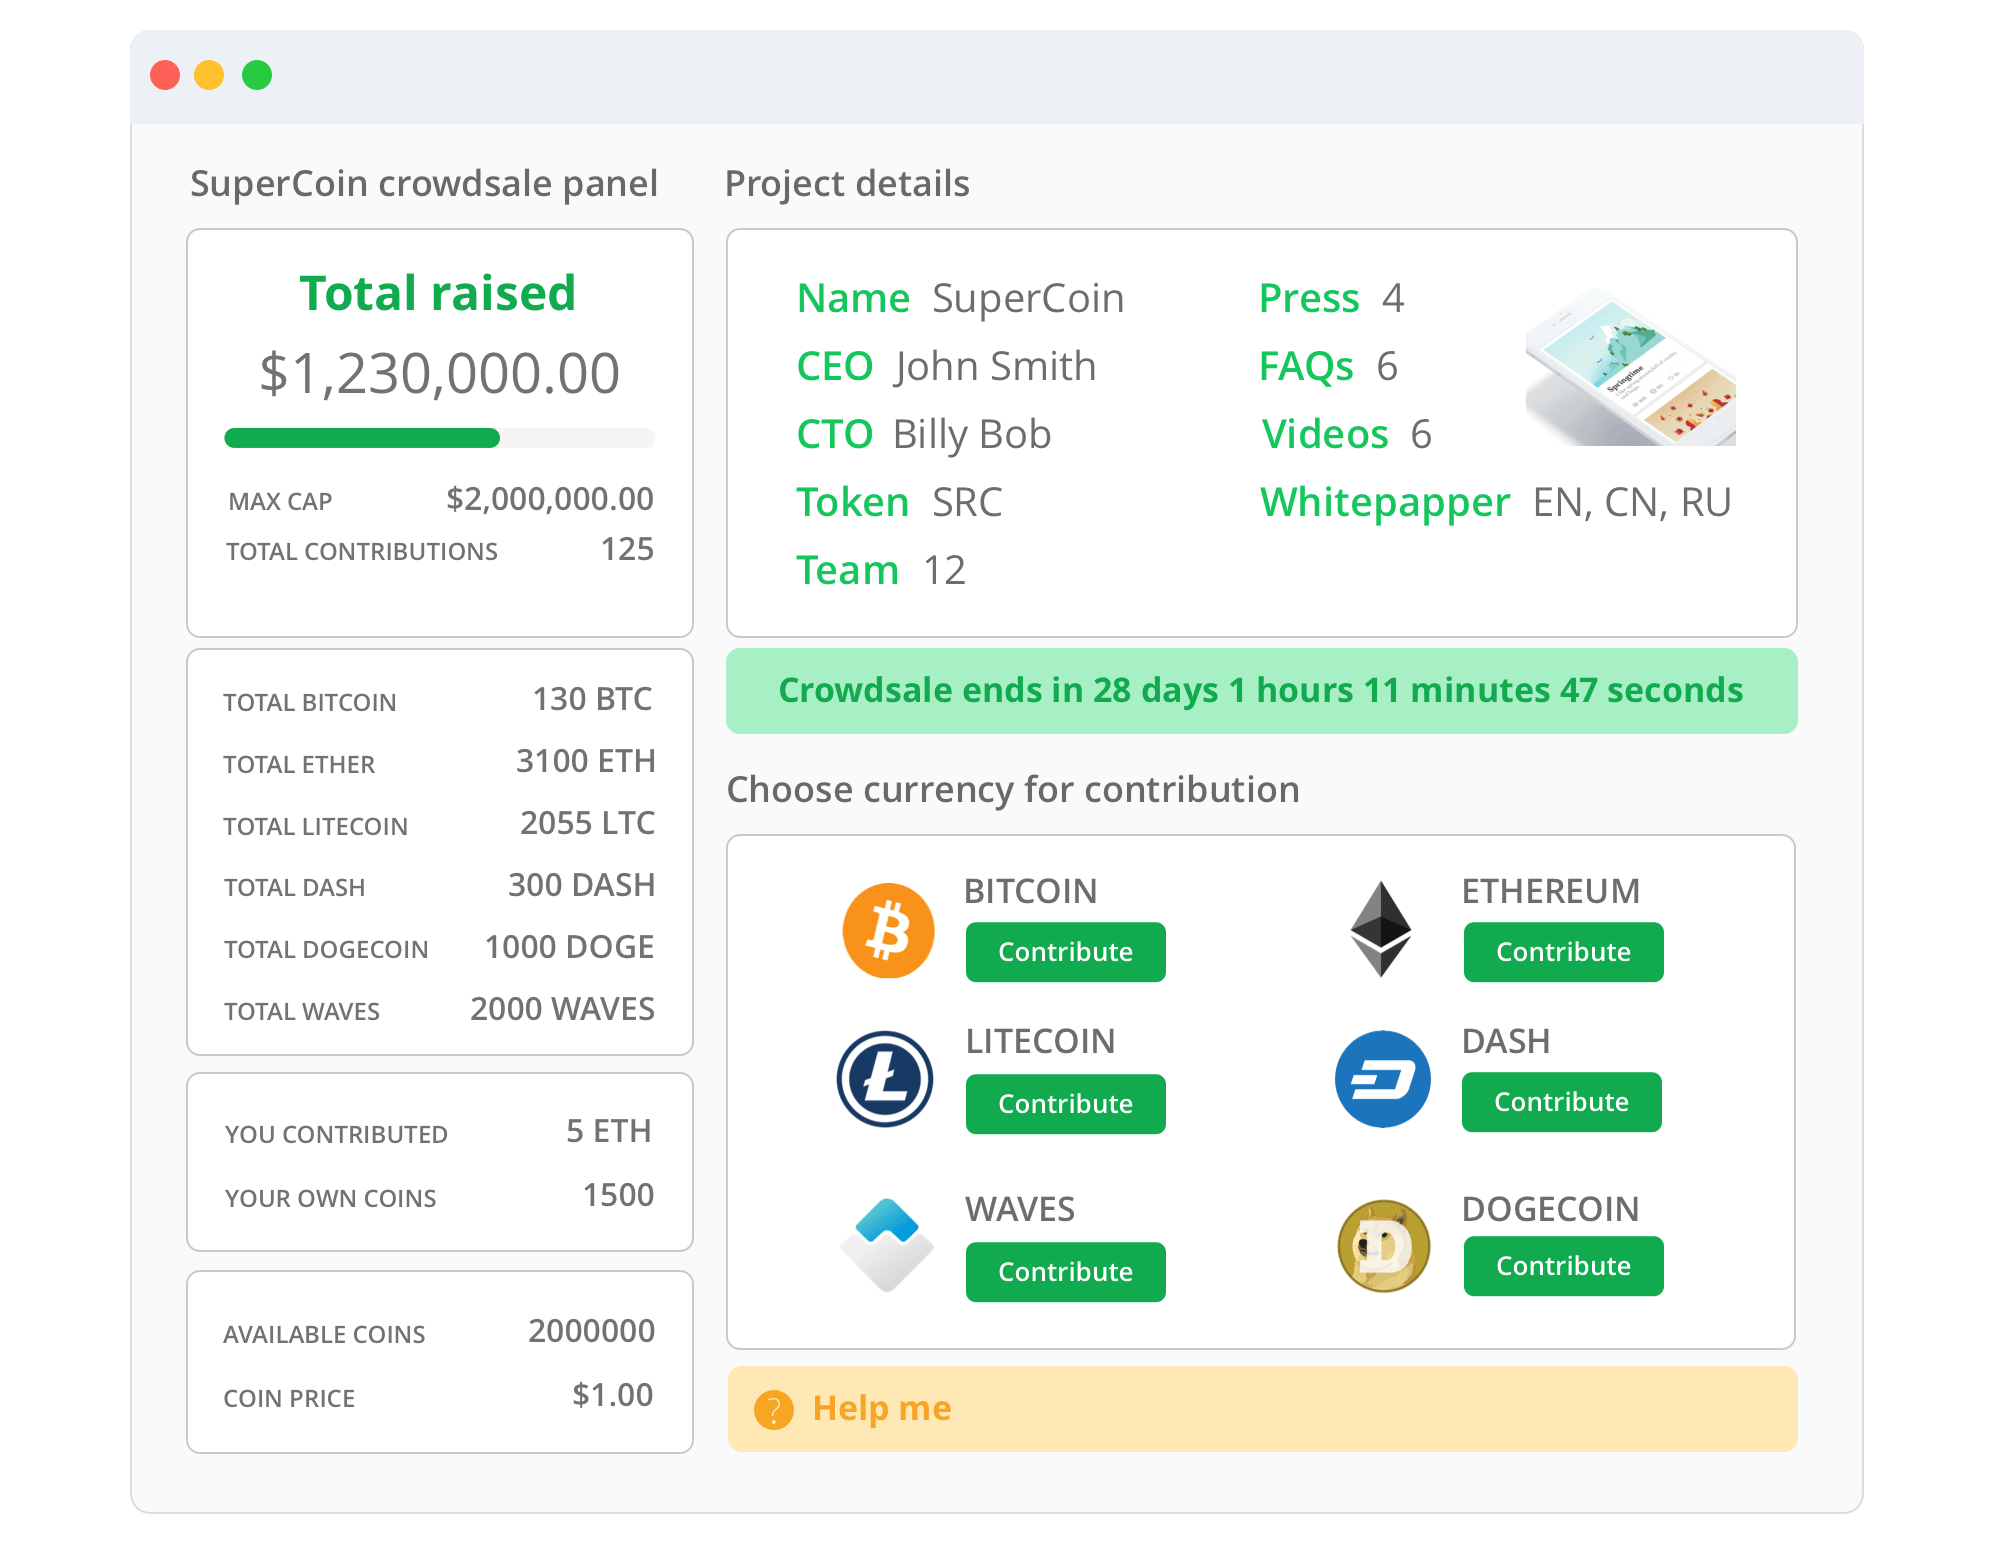 SuperCoin crowdsale panel
Total raised
$1,230,000.00
MAX CAP $2,000,000.00
TOTAL CONTRIBUTIONS 125
TOTAL BITCOIN 130 BTC
TOTAL ETHER 3100 ETH
TOTAL LITECOIN 2055 LTC
TOTAL DASH 300 DASH
TOTAL DOGECOIN 1000 DOGE
TOTAL WAVES 2000 WAVES
YOU CONTRIBUTED 5 ETH
YOUR OWN COINS 1500
AVAILABLE COINS 2000000
COIN PRICE $1.00
Project details
Name SuperCoin
CEO John Smith
CTO Billy Bob
Token SRC
Team 12
Press 4
FAQs 6
Videos 6
Whitepapper EN, CN, RU
Springtime
Crowdsale ends in 28 days 1 hours 11 minutes 47 seconds
Choose currency for contribution
BITCOIN
Contribute
ETHEREUM
Contribute
LITECOIN
Contribute
DASH
Contribute
WAVES
Contribute
D
DOGECOIN
Contribute
? Help me